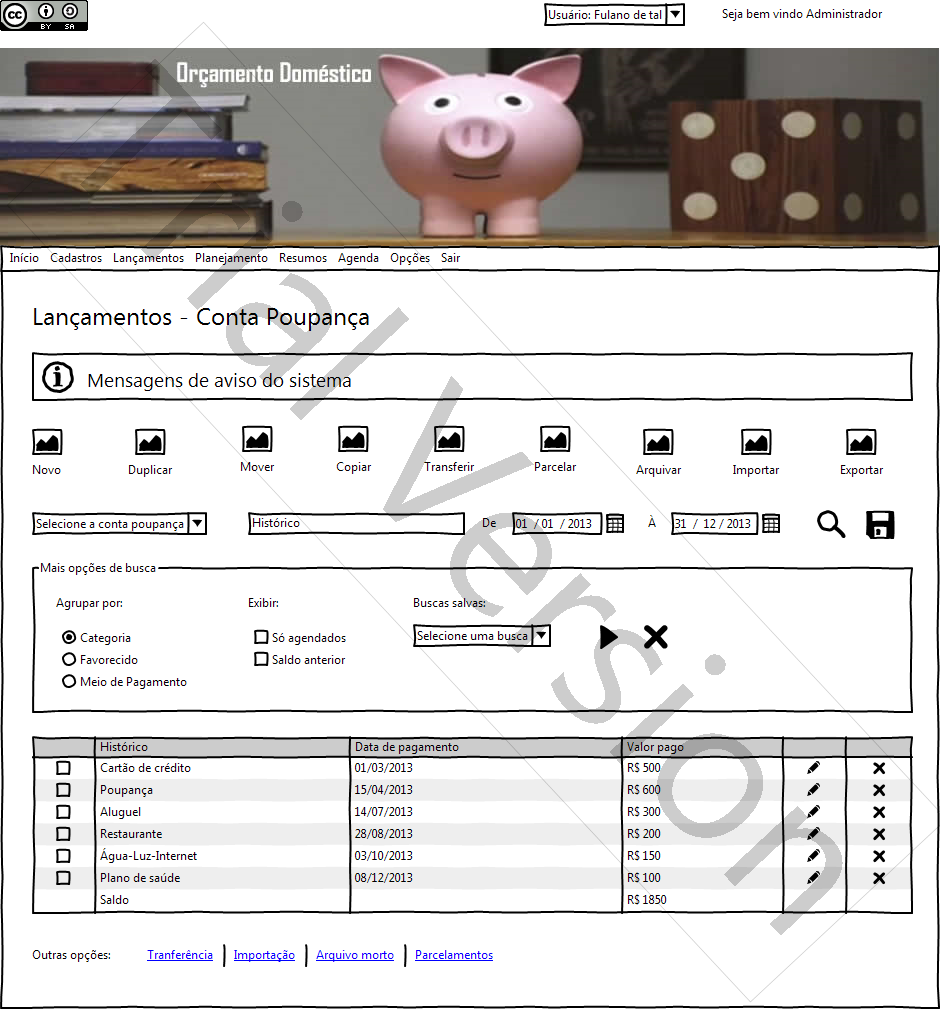 cc BY SA
Usuário: Fulano de tal
Seja bem vindo Administrador
Orçamento Doméstico
Início Cadastros Lançamentos Planejamento Resumos Agenda Opções Sair
Lançamentos - Conta Poupança
Mensagens de aviso do sistema
Novo Duplicar Mover Copiar Transferir Parcelar Arquivar Importar Exportar
Selecione a conta poupança Histórico De 01 / 01 / 2013 À 31 / 12 / 2013
Mais opções de busca
Agrupar por: Exibir: Buscas salvas:
Categoria Só agendados Selecione uma busca
Favorecido Saldo anterior
Meio de Pagamento
Histórico Data de pagamento Valor pago
Cartão de crédito 01/03/2013 R$ 500
Poupança 15/04/2013 R$ 600
Aluguel 14/07/2013 R$ 300
Restaurante 28/08/2013 R$ 200
Água-Luz-Internet 03/10/2013 R$ 150
Plano de saúde 08/12/2013 R$ 100
Saldo R$ 1850
Outras opções: Tranferência Importação Arquivo morto Parcelamentos
Trial Version